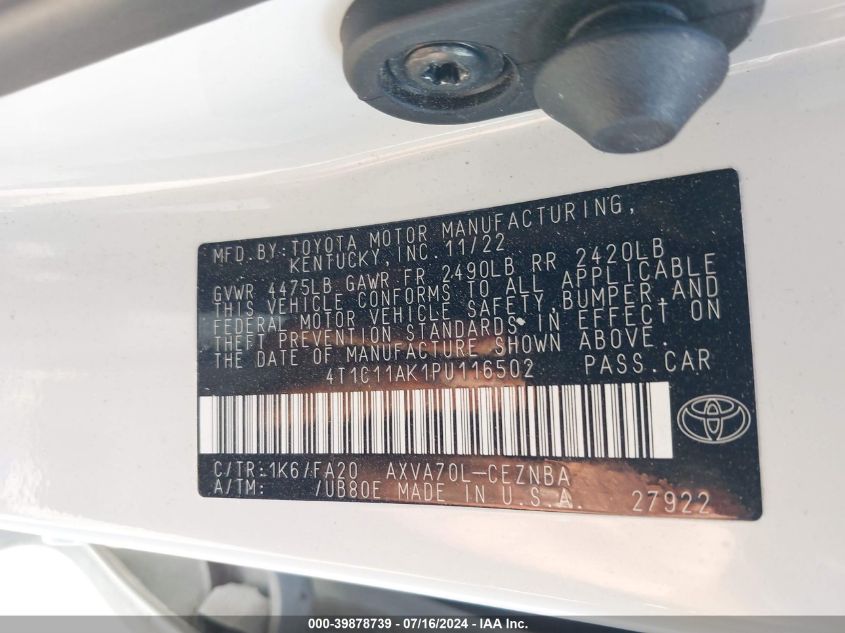 MFD.BY:TOYOTA MOTOR MANUFACTURING,
KENTUCKY,INC.11/22
GVWR 4475LB GAWR FR 2490LB RR 2420LB
THIS VEHICLE CONFORMS TO ALL APPLICABLE
FEDERAL MOTOR VEHICLE SAFETY,BUMPER,AND
THEFT PREVENTION STANDARDS IN EFFECT ON
THE DATE OF MANUFACTURE SHOWN ABOVE.
4T1C11AK1PU116502 PASS.CAR
C/TR:1K6/FA20 AXVA70L-CEZNBA
A/TM: /UB80E MADE IN U.S.A. 27922
000-39878739 - 07/16/2024 - IAA Inc.